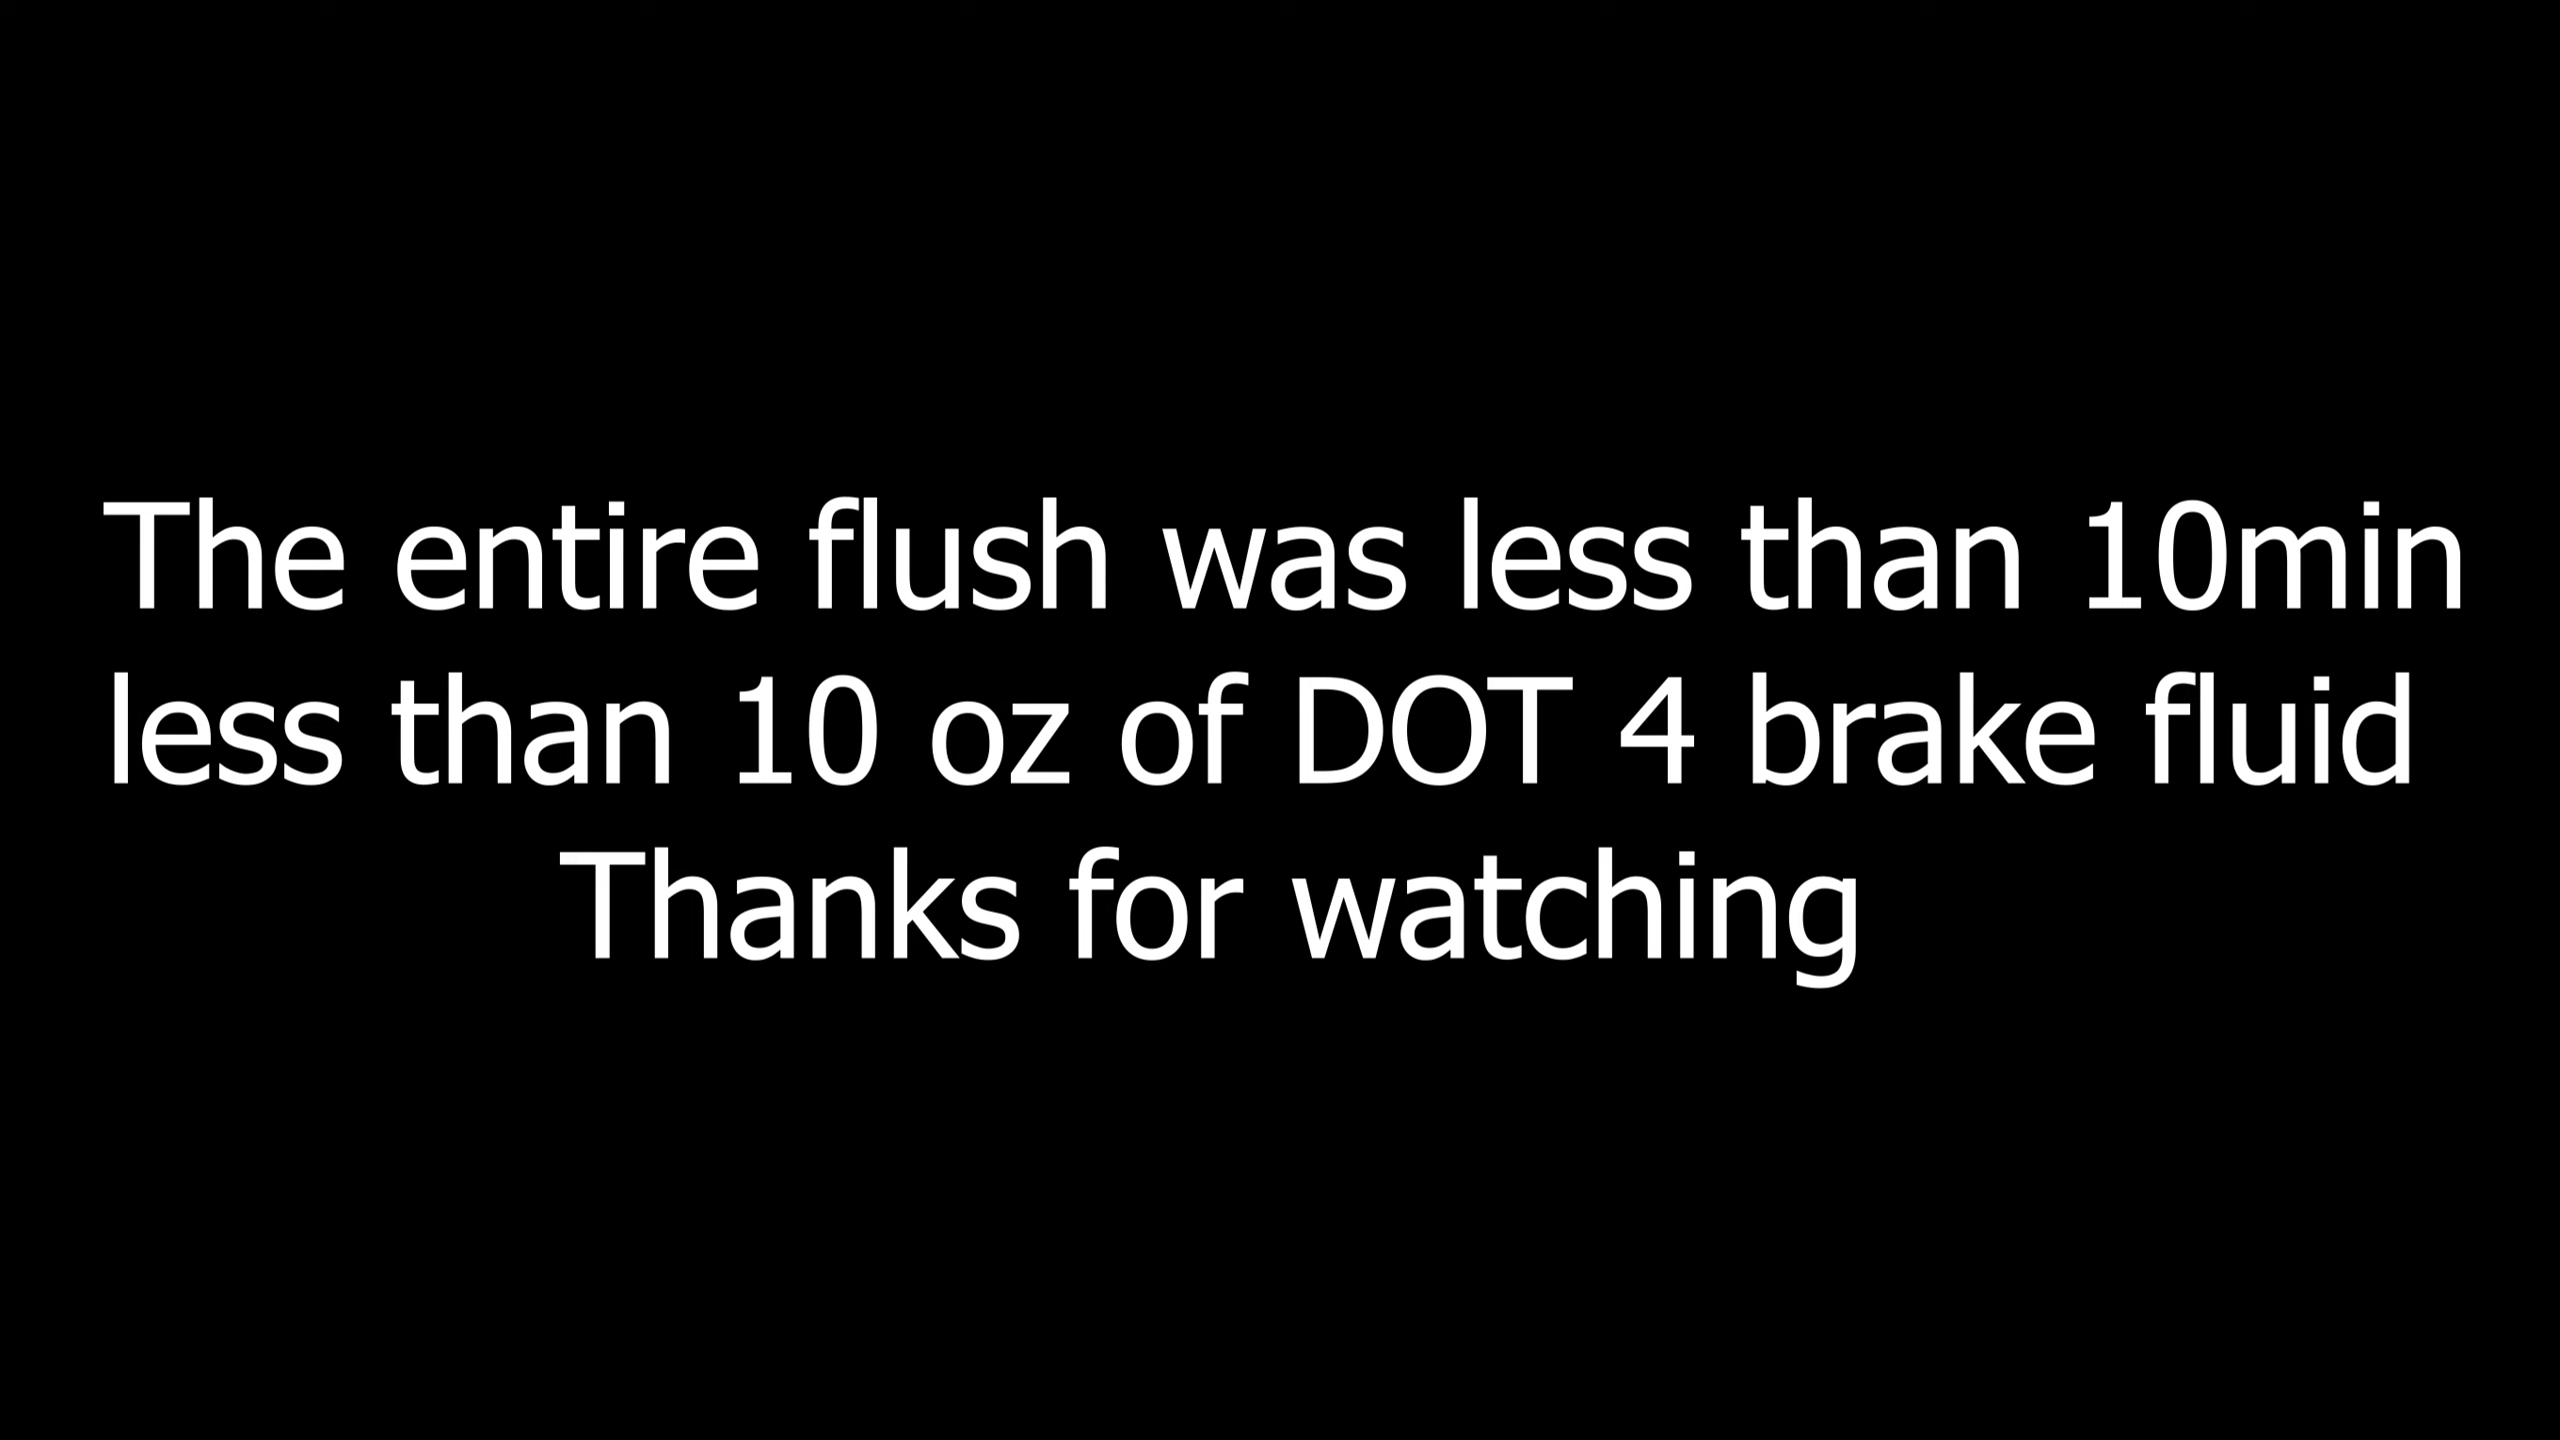 The entire flush was less than 10min
less than 10 oz of DOT 4 brake fluid
Thanks for watching